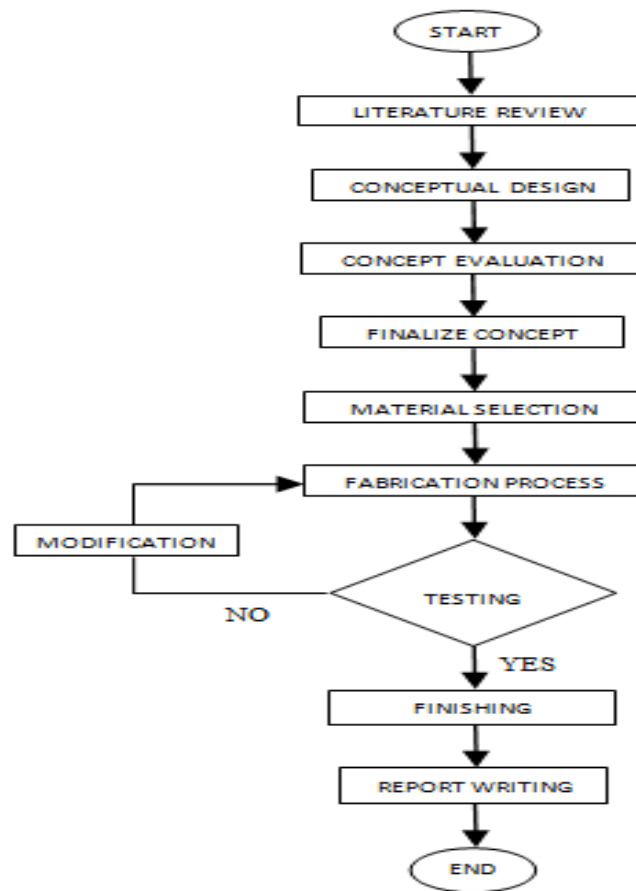 START
LITERATURE REVIEW
CONCEPTUAL DESIGN
CONCEPT EVALUATION
FINALIZE CONCEPT
MATERIAL SELECTION
FABRICATION PROCESS
MODIFICATION
TESTING
NO
YES
FINISHING
REPORT WRITING
END